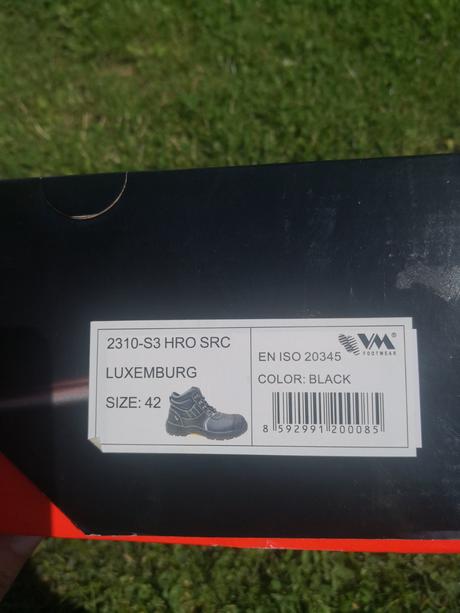 2310-S3 HRO SRC
LUXEMBURG
SIZE: 42
EN ISO 20345
COLOR: BLACK
VM®
FOOTWEAR
8 592991 200085